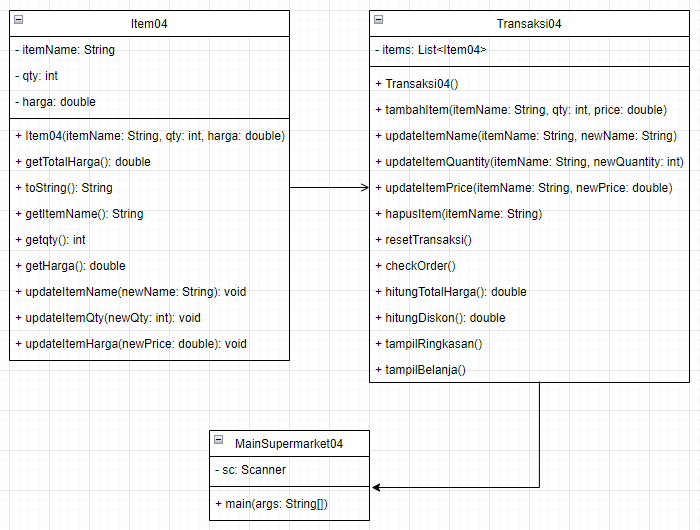 Item04
- itemName: String
- qty: int
- harga: double
+ Item04(itemName: String, qty: int, harga: double)
+ getTotalHarga(): double
+ toString(): String
+ getItemName(): String
+ getqty(): int
+ getHarga(): double
+ updateItemName(newName: String): void
+ updateItemQty(newQty: int): void
+ updateItemHarga(newPrice: double): void
Transaksi04
- items: List<Item04>
+ Transaksi04()
+ tambahItem(itemName: String, qty: int, price: double)
+ updateItemName(itemName: String, newName: String)
+ updateItemQuantity(itemName: String, newQuantity: int)
+ updateItemPrice(itemName: String, newPrice: double)
+ hapusItem(itemName: String)
+ resetTransaksi()
+ checkOrder()
+ hitungTotalHarga(): double
+ hitungDiskon(): double
+ tampilRingkasan()
+ tampilBelanja()
MainSupermarket04
- sc: Scanner
+ main(args: String[])